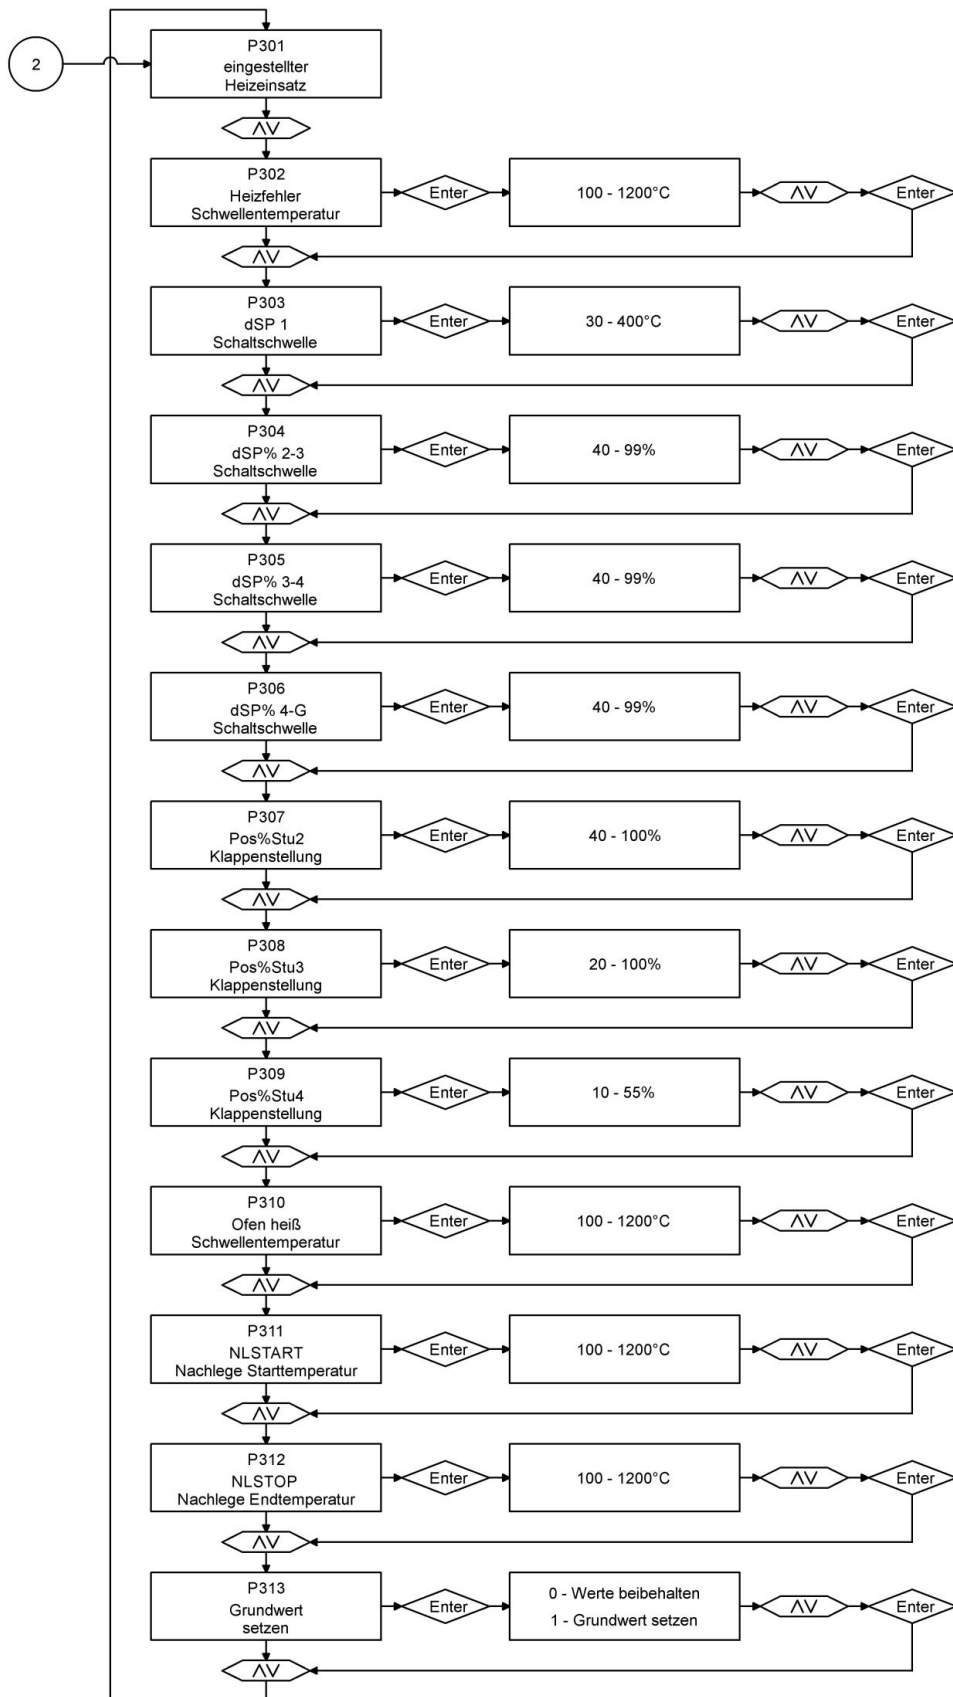 P301
eingestellter
Heizeinsatz
2
ΛV
P302
Heizfehler
Schwellentemperatur
Enter
100 - 1200°C
ΛV
Enter
ΛV
P303
dSP 1
Schaltschwelle
Enter
30 - 400°C
ΛV
Enter
ΛV
P304
dSP% 2-3
Schaltschwelle
Enter
40 - 99%
ΛV
Enter
ΛV
P305
dSP% 3-4
Schaltschwelle
Enter
40 - 99%
ΛV
Enter
ΛV
P306
dSP% 4-G
Schaltschwelle
Enter
40 - 99%
ΛV
Enter
ΛV
P307
Pos%Stu2
Klappenstellung
Enter
40 - 100%
ΛV
Enter
ΛV
P308
Pos%Stu3
Klappenstellung
Enter
20 - 100%
ΛV
Enter
ΛV
P309
Pos%Stu4
Klappenstellung
Enter
10 - 55%
ΛV
Enter
ΛV
P310
Ofen heiß
Schwellentemperatur
Enter
100 - 1200°C
ΛV
Enter
ΛV
P311
NLSTART
Nachlege Starttemperatur
Enter
100 - 1200°C
ΛV
Enter
ΛV
P312
NLSTOP
Nachlege Endtemperatur
Enter
100 - 1200°C
ΛV
Enter
ΛV
P313
Grundwert
setzen
Enter
0 - Werte beibehalten
1 - Grundwert setzen
ΛV
Enter
ΛV